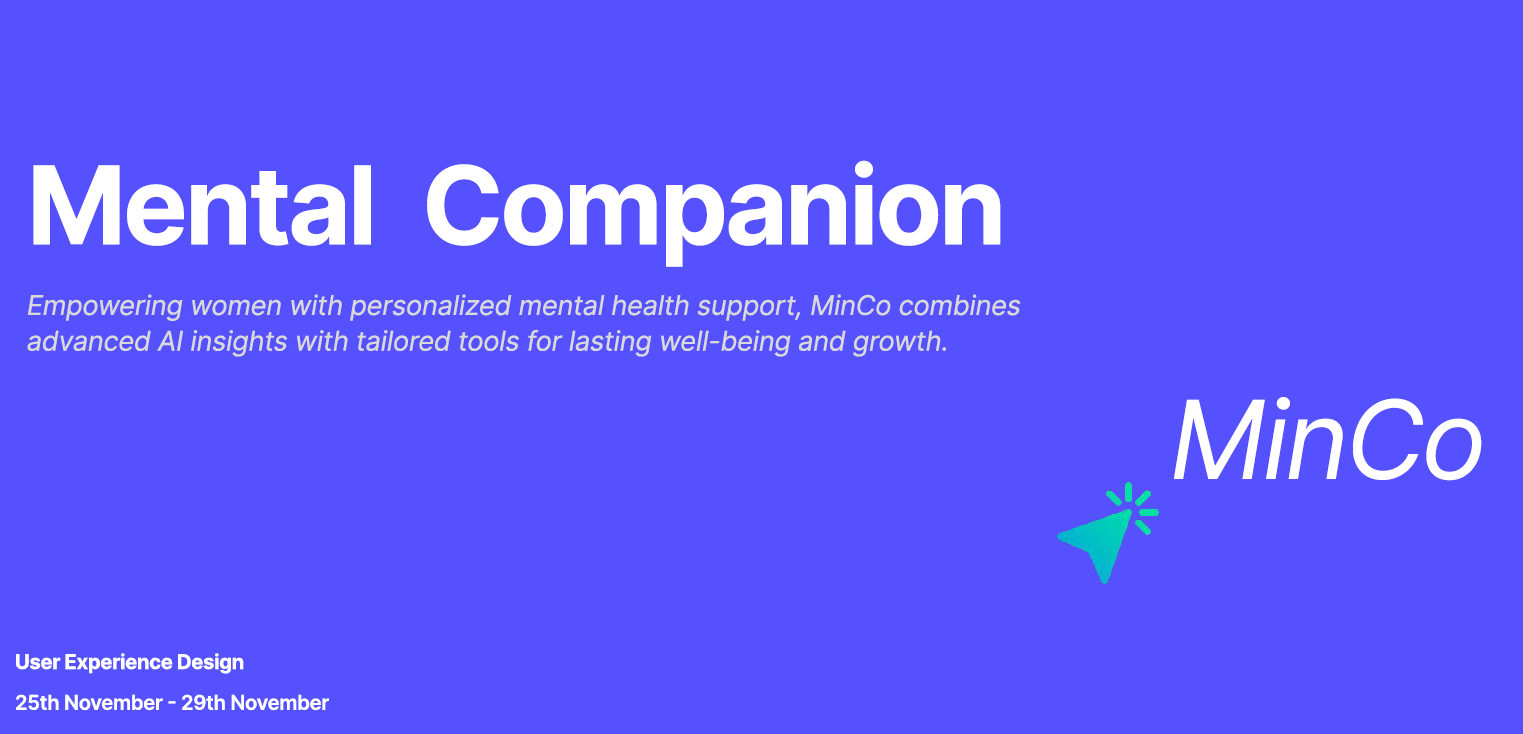 Mental Companion
Empowering women with personalized mental health support, MinCo combines
advanced AI insights with tailored tools for lasting well-being and growth.
MinCo
User Experience Design
25th November - 29th November